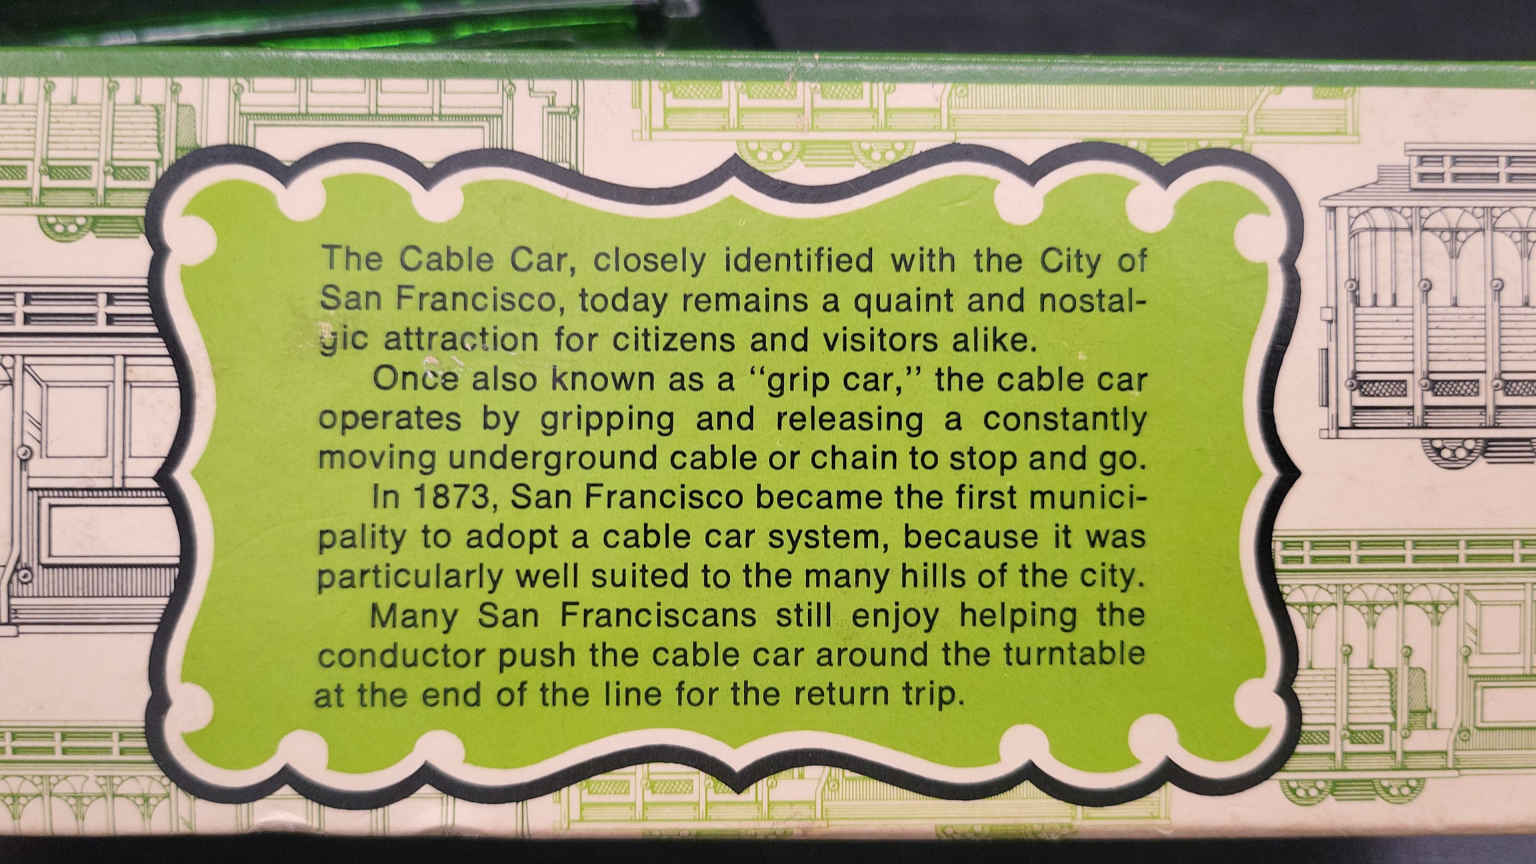 The Cable Car, closely identified with the City of
San Francisco, today remains a quaint and nostal-
gic attraction for citizens and visitors alike.
Once also known as a “grip car,” the cable car
operates by gripping and releasing a constantly
moving underground cable or chain to stop and go.
In 1873, San Francisco became the first munici-
pality to adopt a cable car system, because it was
particularly well suited to the many hills of the city.
Many San Franciscans still enjoy helping the
conductor push the cable car around the turntable
at the end of the line for the return trip.